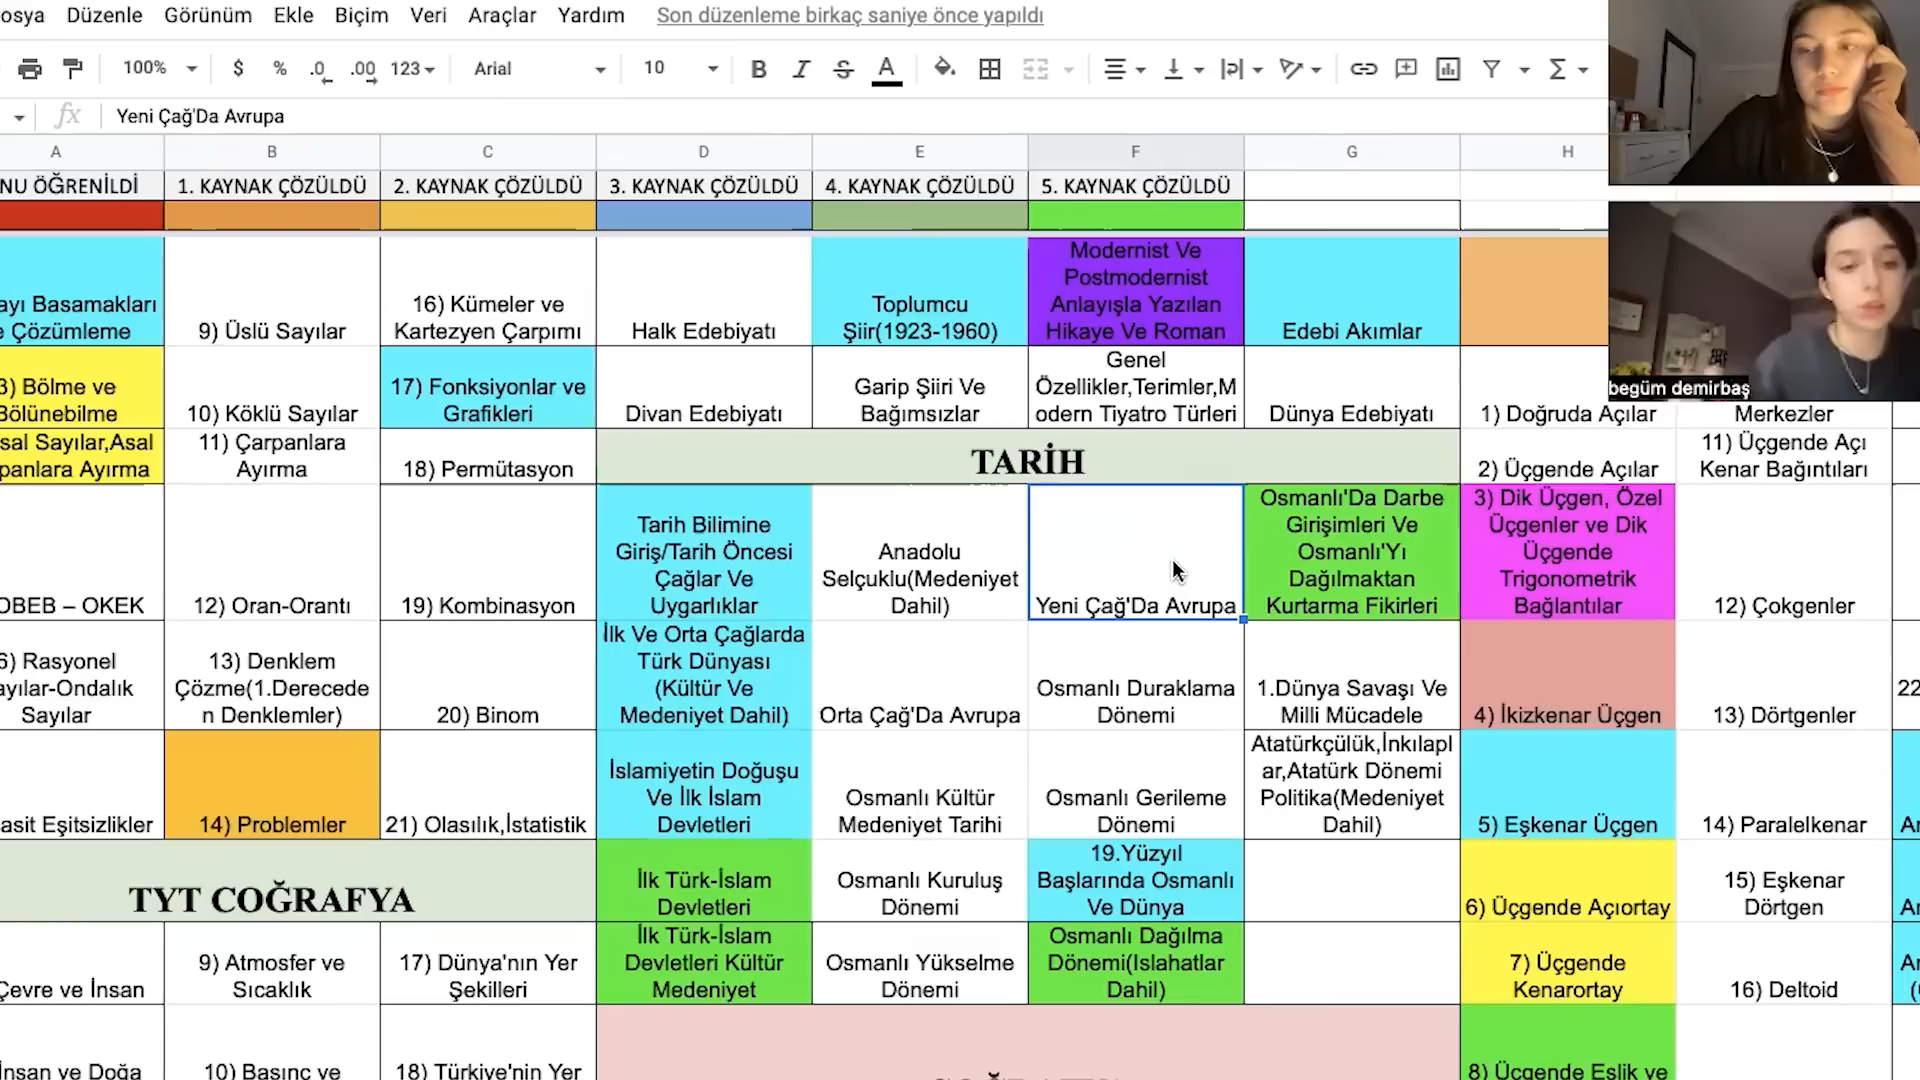 osya Düzenle Görünüm Ekle Biçim Veri Araçlar Yardım Son düzenleme birkaç saniye önce yapıldı
100% $ % .0 .00 123 Arial 10 B I S A
fx Yeni Çağ'Da Avrupa
A B C D E F G H
NU ÖĞRENİLDİ 1. KAYNAK ÇÖZÜLDÜ 2. KAYNAK ÇÖZÜLDÜ 3. KAYNAK ÇÖZÜLDÜ 4. KAYNAK ÇÖZÜLDÜ 5. KAYNAK ÇÖZÜLDÜ
ayı Basamakları
e Çözümleme
9) Üslü Sayılar
16) Kümeler ve
Kartezyen Çarpımı
Halk Edebiyatı
Toplumcu
Şiir(1923-1960)
Modernist Ve
Postmodernist
Anlayışla Yazılan
Hikaye Ve Roman
Edebi Akımlar
begüm demirbaş
3) Bölme ve
Bölünebilme
10) Köklü Sayılar
17) Fonksiyonlar ve
Grafikleri
Divan Edebiyatı
Garip Şiiri Ve
Bağımsızlar
Genel
Özellikler,Terimler,M
odern Tiyatro Türleri
Dünya Edebiyatı
1) Doğruda Açılar
Merkezler
sal Sayılar,Asal
panlara Ayırma
11) Çarpanlara
Ayırma
18) Permütasyon
TARİH
2) Üçgende Açılar
11) Üçgende Açı
Kenar Bağıntıları
OBEB – OKEK
12) Oran-Orantı
19) Kombinasyon
Tarih Bilimine
Giriş/Tarih Öncesi
Çağlar Ve
Uygarlıklar
Anadolu
Selçuklu(Medeniyet
Dahil)
Yeni Çağ'Da Avrupa
Osmanlı'Da Darbe
Girişimleri Ve
Osmanlı'Yı
Dağılmaktan
Kurtarma Fikirleri
3) Dik Üçgen, Özel
Üçgenler ve Dik
Üçgende
Trigonometrik
Bağlantılar
12) Çokgenler
6) Rasyonel
ayılar-Ondalık
Sayılar
13) Denklem
Çözme(1.Derecede
n Denklemler)
20) Binom
İlk Ve Orta Çağlarda
Türk Dünyası
(Kültür Ve
Medeniyet Dahil)
Orta Çağ'Da Avrupa
Osmanlı Duraklama
Dönemi
1.Dünya Savaşı Ve
Milli Mücadele
4) İkizkenar Üçgen
13) Dörtgenler
22
asit Eşitsizlikler
14) Problemler
21) Olasılık,İstatistik
İslamiyetin Doğuşu
Ve İlk İslam
Devletleri
Osmanlı Kültür
Medeniyet Tarihi
Osmanlı Gerileme
Dönemi
Atatürkçülük,İnkılapl
ar,Atatürk Dönemi
Politika(Medeniyet
Dahil)
5) Eşkenar Üçgen
14) Paralelkenar
TYT COĞRAFYA
İlk Türk-İslam
Devletleri
Osmanlı Kuruluş
Dönemi
19.Yüzyıl
Başlarında Osmanlı
Ve Dünya
6) Üçgende Açıortay
15) Eşkenar
Dörtgen
Çevre ve İnsan
9) Atmosfer ve
Sıcaklık
17) Dünya'nın Yer
Şekilleri
İlk Türk-İslam
Devletleri Kültür
Medeniyet
Osmanlı Yükselme
Dönemi
Osmanlı Dağılma
Dönemi(Islahatlar
Dahil)
7) Üçgende
Kenarortay
16) Deltoid
İnsan ve Doğa
10) Basınç ve
18) Türkiye'nin Yer
8) Üçgende Eşlik ve